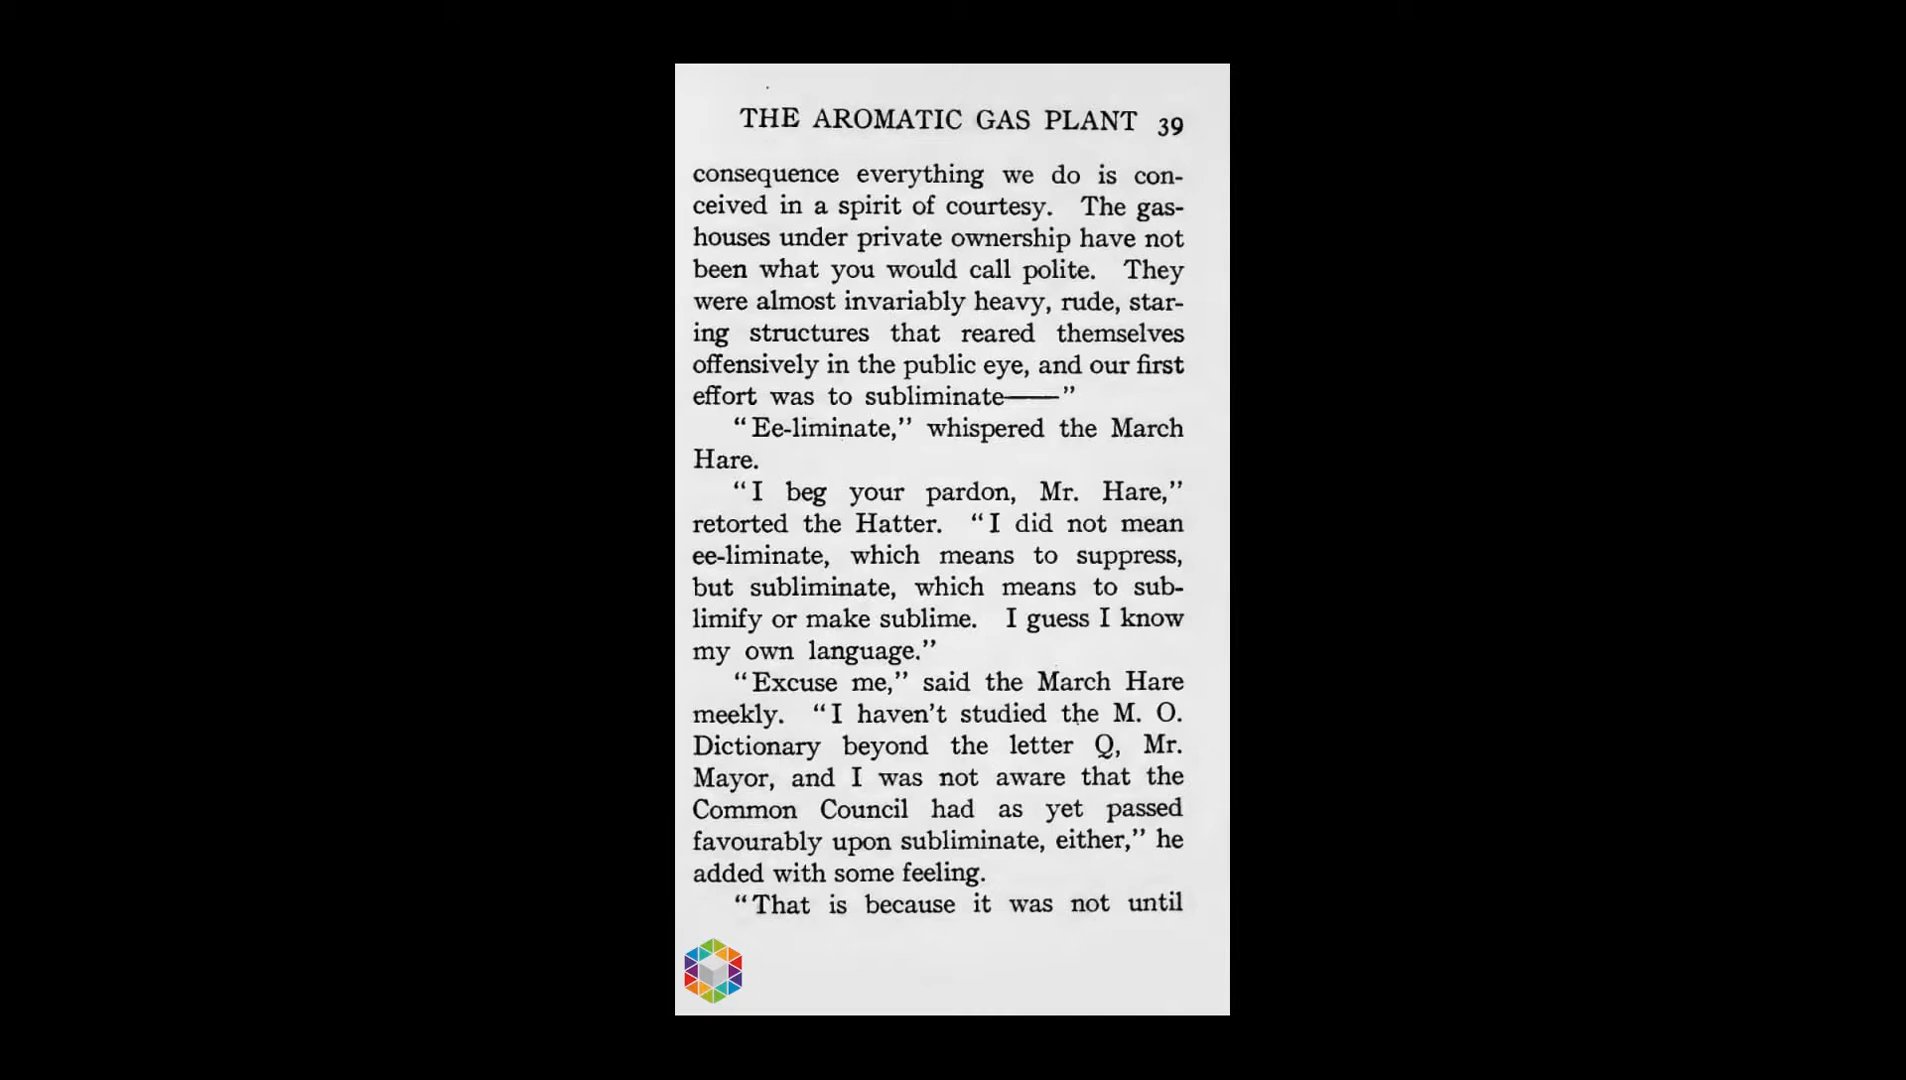 THE AROMATIC GAS PLANT 39
consequence everything we do is con-
ceived in a spirit of courtesy. The gas-
houses under private ownership have not
been what you would call polite. They
were almost invariably heavy, rude, star-
ing structures that reared themselves
offensively in the public eye, and our first
effort was to subliminate——”
“Ee-liminate,” whispered the March
Hare.
“I beg your pardon, Mr. Hare,”
retorted the Hatter. “I did not mean
ee-liminate, which means to suppress,
but subliminate, which means to sub-
limify or make sublime. I guess I know
my own language.”
“Excuse me,” said the March Hare
meekly. “I haven't studied the M. O.
Dictionary beyond the letter Q, Mr.
Mayor, and I was not aware that the
Common Council had as yet passed
favourably upon subliminate, either,” he
added with some feeling.
“That is because it was not until